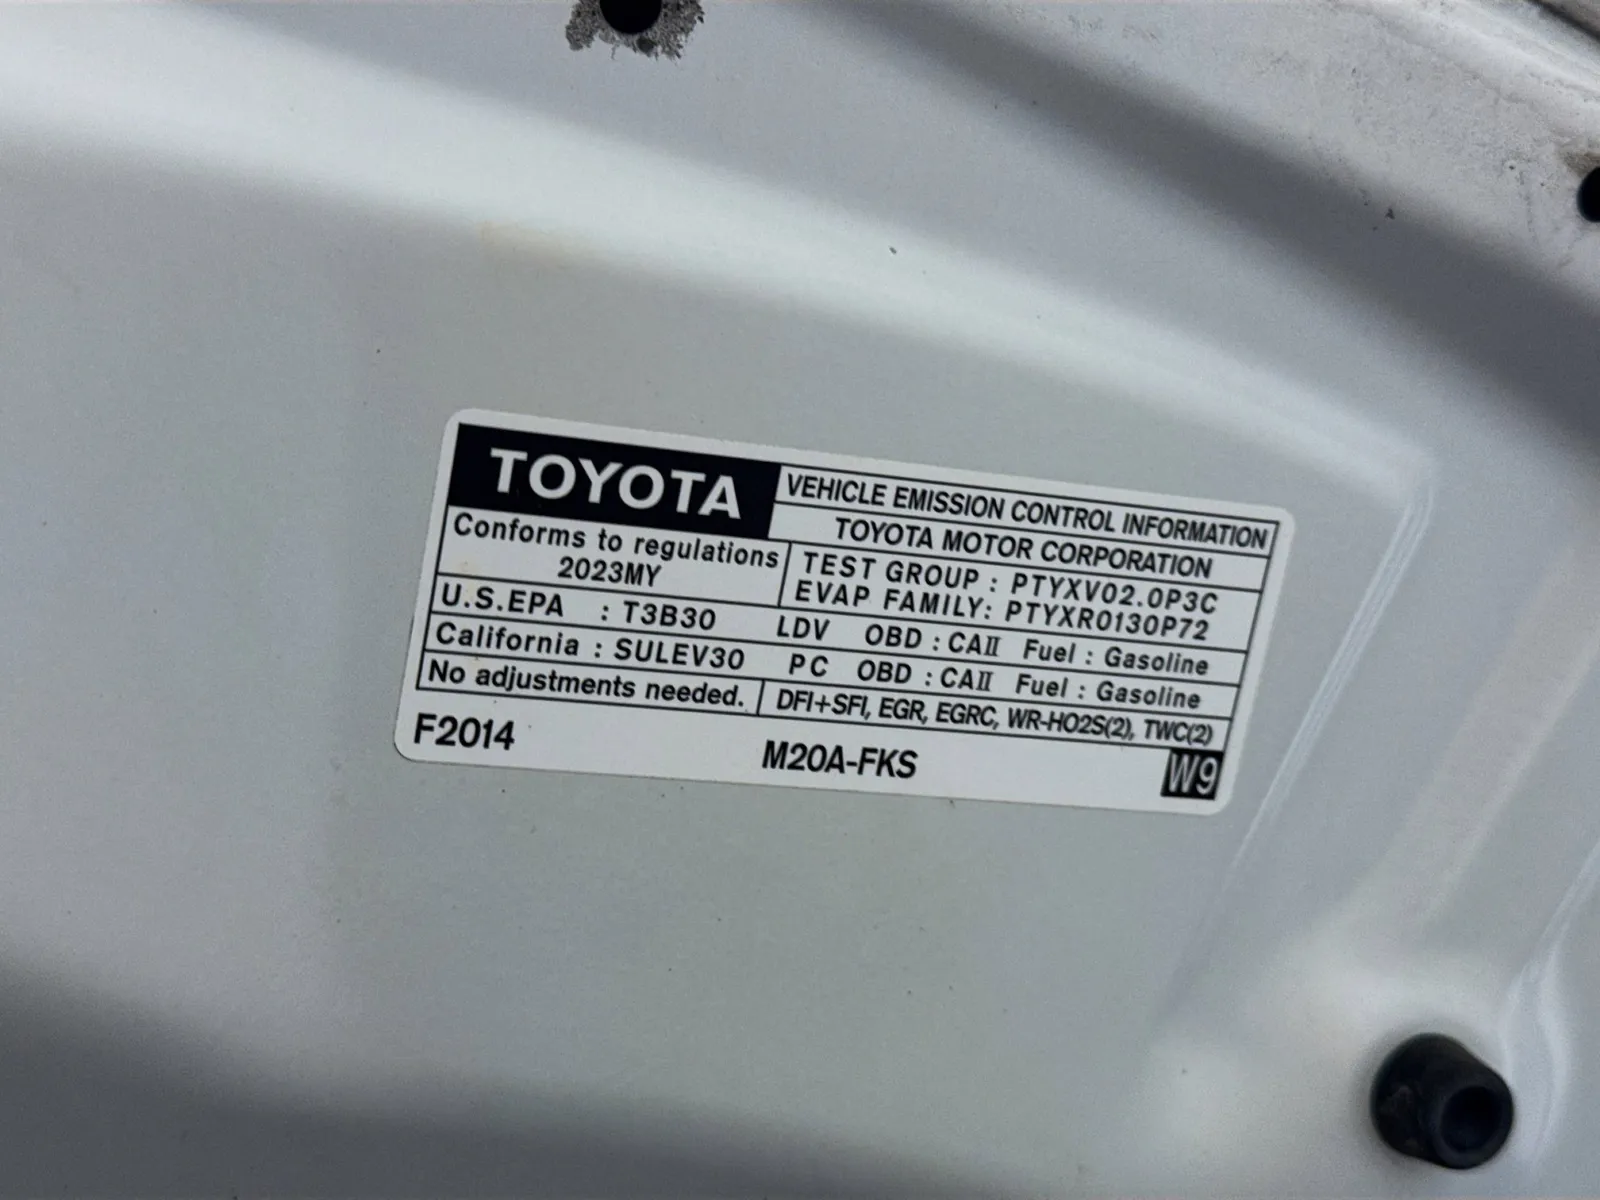 TOYOTA
VEHICLE EMISSION CONTROL INFORMATION
TOYOTA MOTOR CORPORATION
Conforms to regulations
2023MY
TEST GROUP : PTYXV02.0P3C
EVAP FAMILY: PTYXR0130P72
U.S.EPA : T3B30 LDV OBD : CAⅡ Fuel : Gasoline
California : SULEV30 PC OBD : CAⅡ Fuel : Gasoline
No adjustments needed. DFI+SFI, EGR, EGRC, WR-HO2S(2), TWC(2)
F2014 M20A-FKS W9